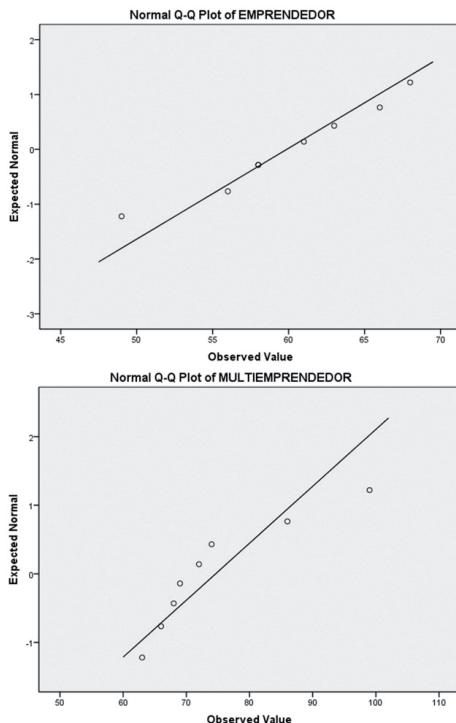 Normal Q-Q Plot of EMPRENDEDOR
2
1
0
-1
-2
-3
Expected Normal
45 50 55 60 65 70
Observed Value
Normal Q-Q Plot of MULTIEMPRENDEDOR
2
1
0
-1
Expected Normal
50 60 70 80 90 100 110
Observed Value